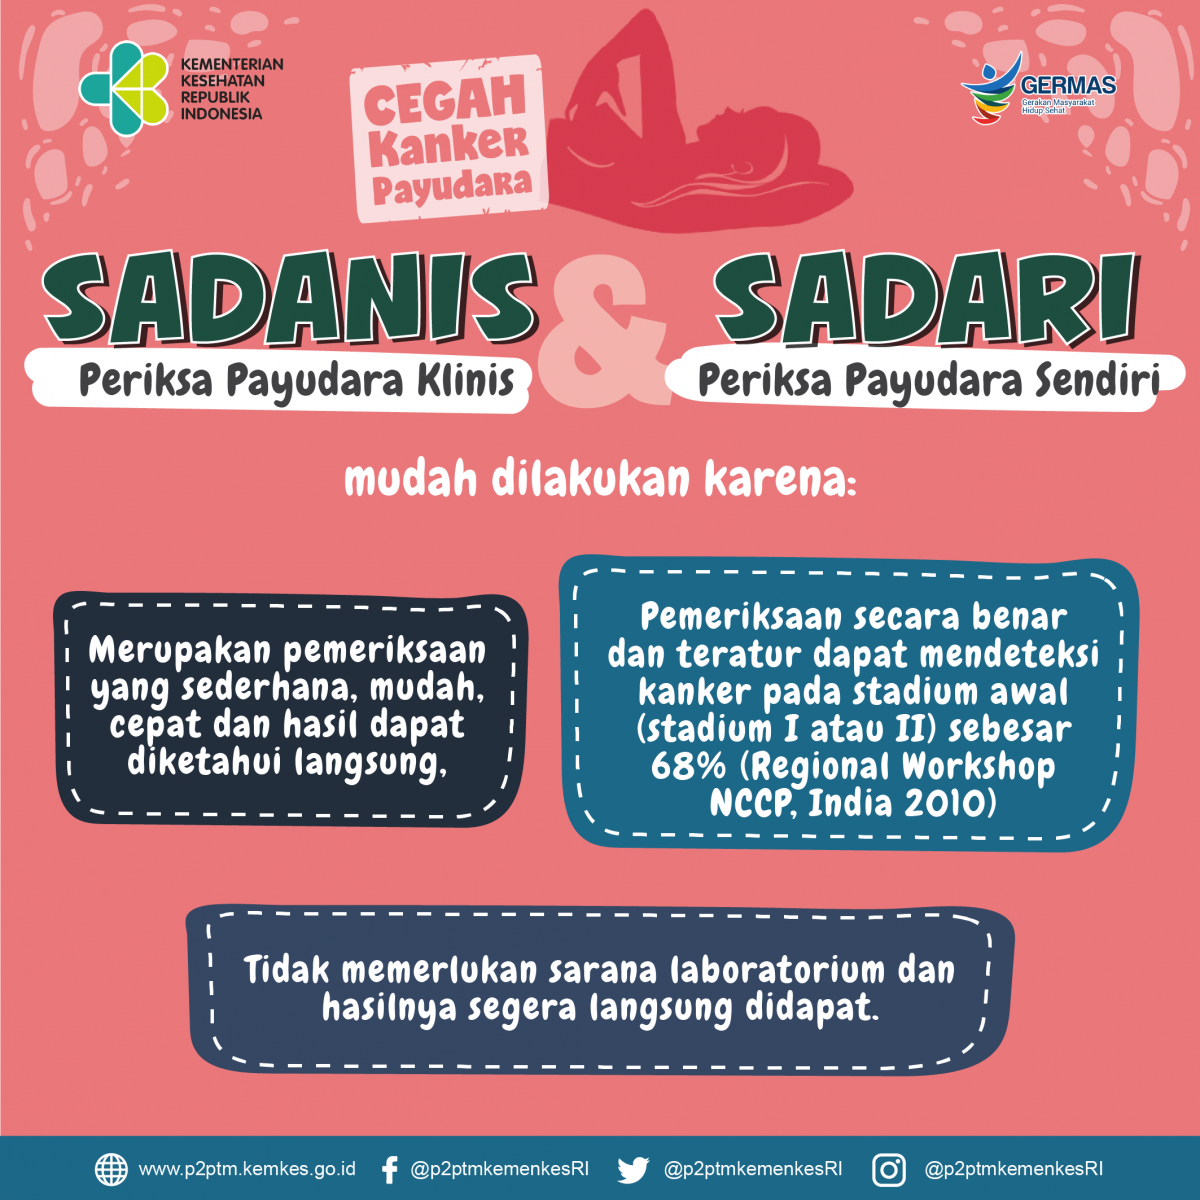 KEMENTERIAN
KESEHATAN
REPUBLIK
INDONESIA
CEGAH
Kanker
Payudara
GERMAS
Gerakan Masyarakat
Hidup Sehat
SADANIS
&
SADARI
Periksa Payudara Klinis
Periksa Payudara Sendiri
mudah dilakukan karena:
Merupakan pemeriksaan
yang sederhana, mudah,
cepat dan hasil dapat
diketahui langsung,
Pemeriksaan secara benar
dan teratur dapat mendeteksi
kanker pada stadium awal
(stadium I atau II) sebesar
68% (Regional Workshop
NCCP, India 2010)
Tidak memerlukan sarana laboratorium dan
hasilnya segera langsung didapat.
www.p2ptm.kemkes.go.id
@p2ptmkemenkesRI
@p2ptmkemenkesRI
@p2ptmkemenkesRI